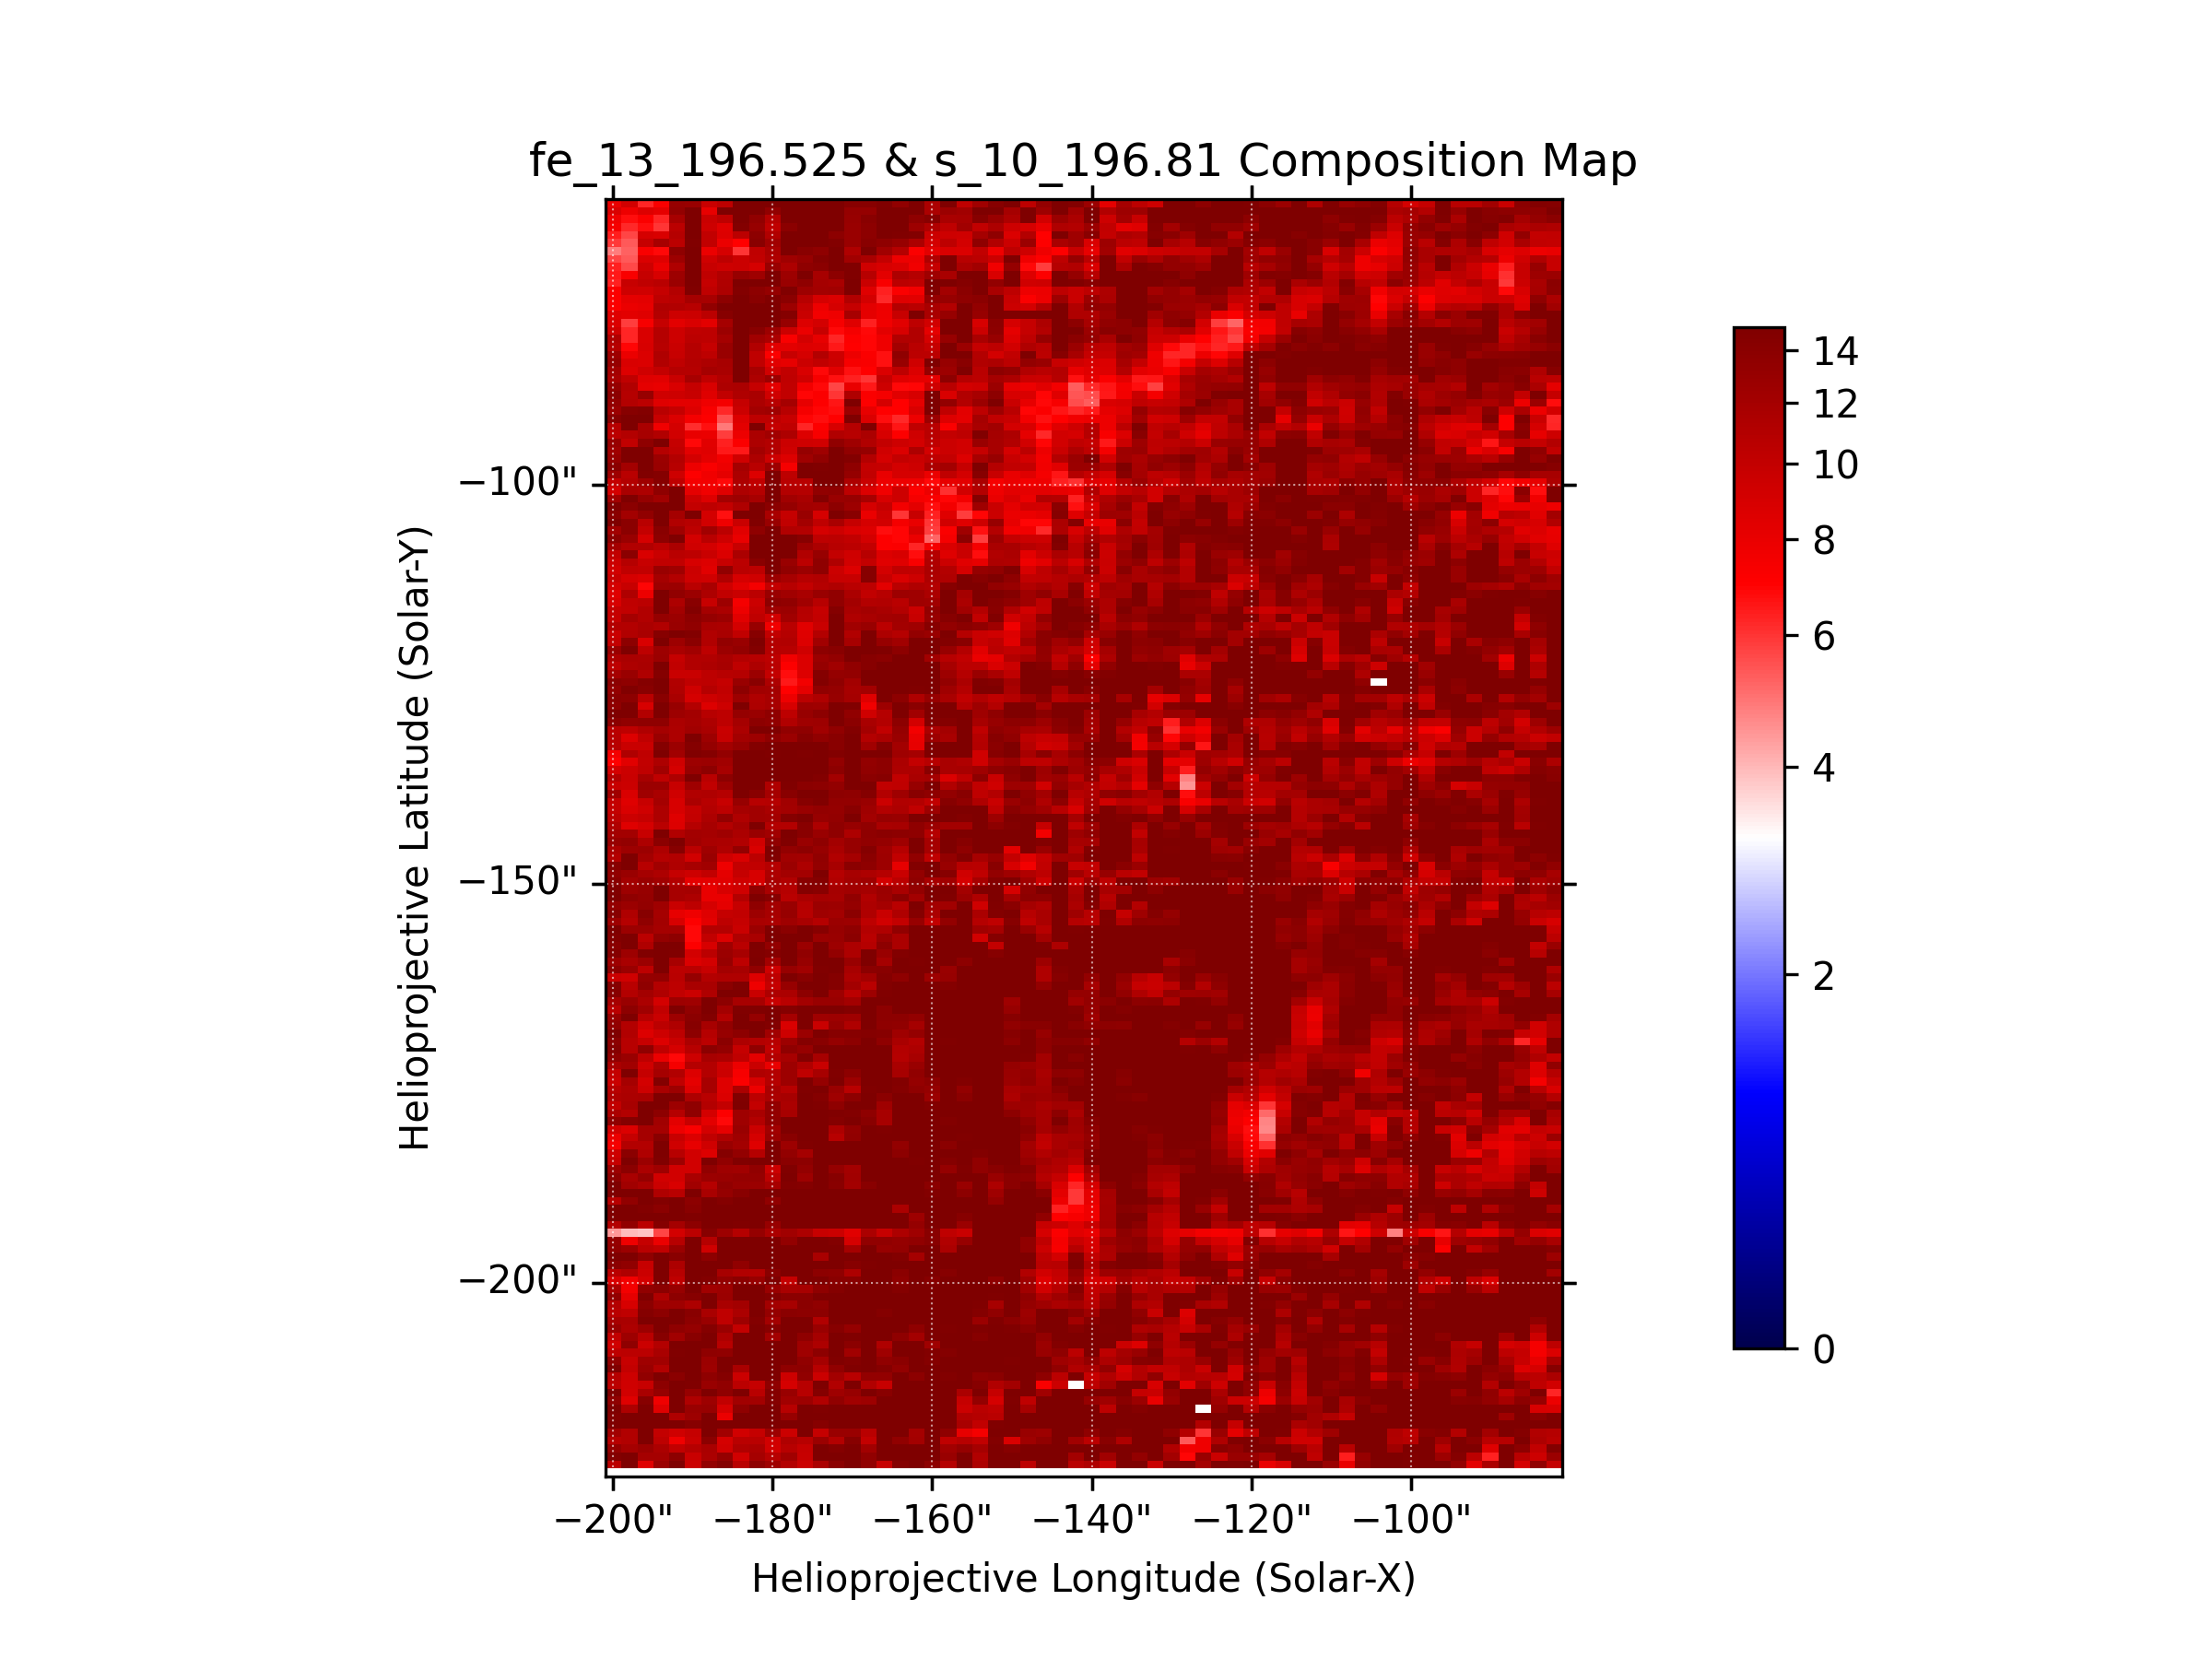 fe_13_196.525 & s_10_196.81 Composition Map
Helioprojective Latitude (Solar-Y)
−100"
−150"
−200"
−200" −180" −160" −140" −120" −100"
Helioprojective Longitude (Solar-X)
14
12
10
8
6
4
2
0